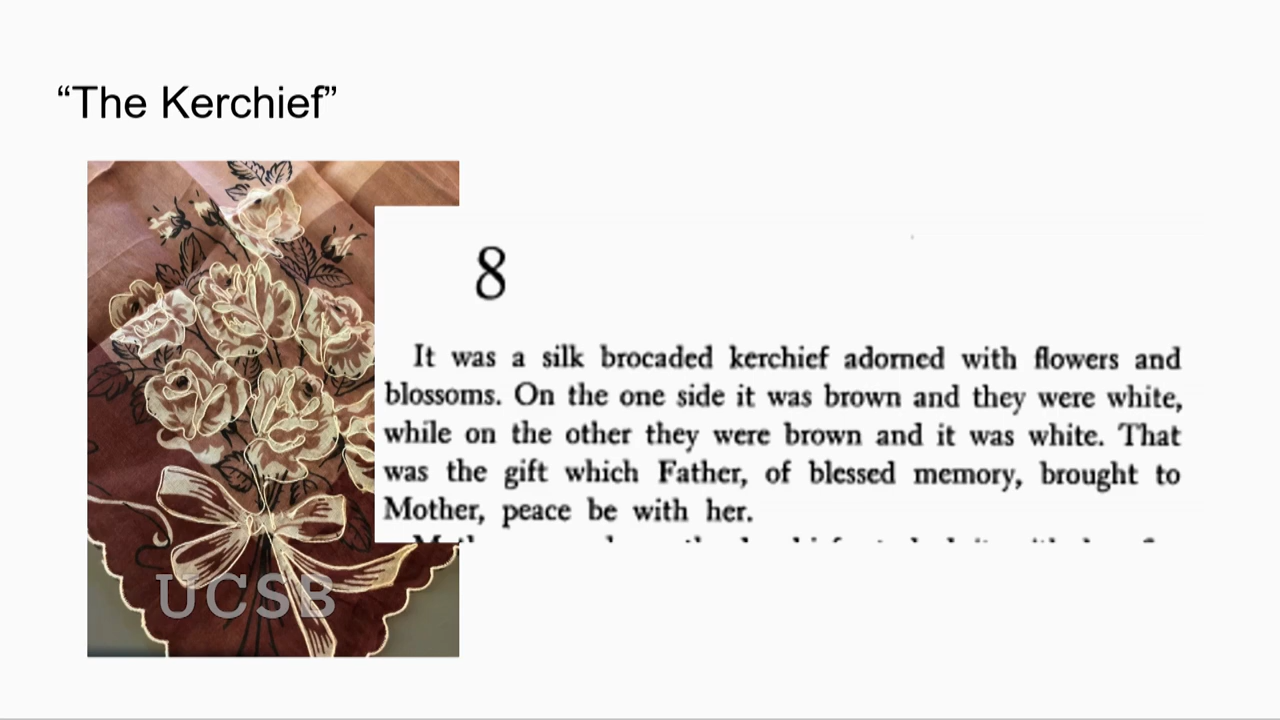 “The Kerchief”
8
It was a silk brocaded kerchief adorned with flowers and
blossoms. On the one side it was brown and they were white,
while on the other they were brown and it was white. That
was the gift which Father, of blessed memory, brought to
Mother, peace be with her.
UCSB